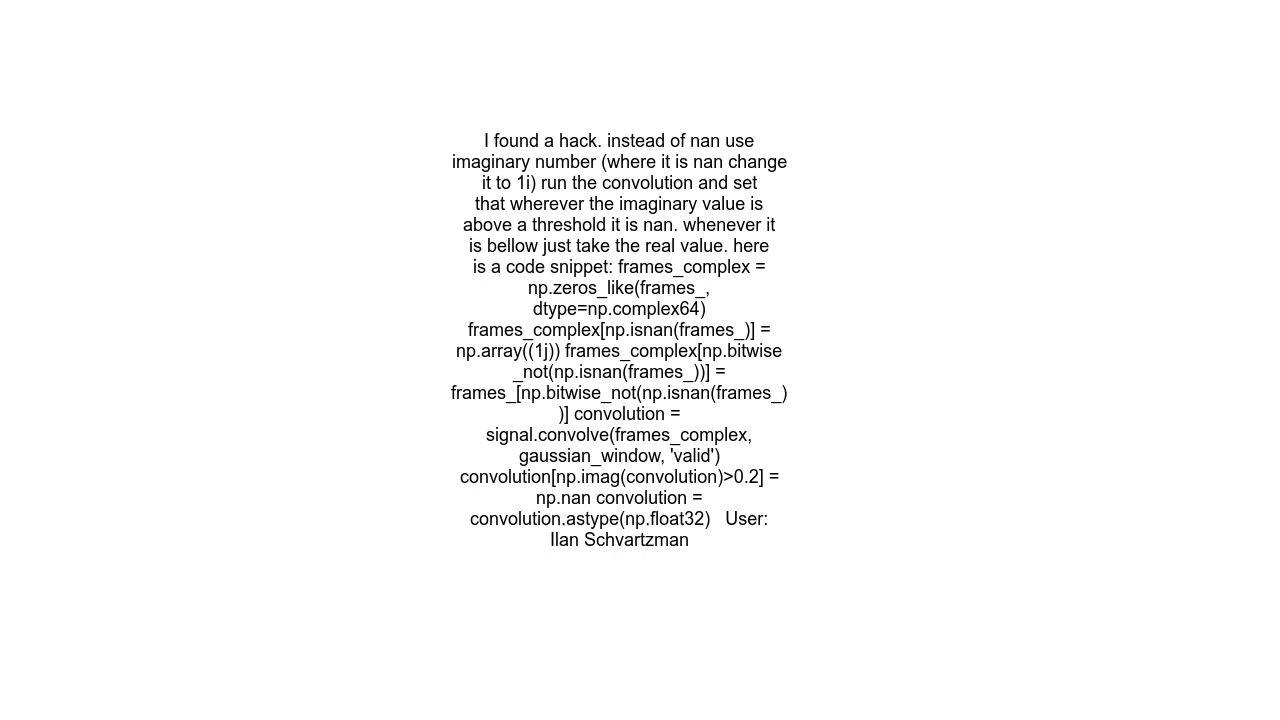 I found a hack. instead of nan use
imaginary number (where it is nan change
it to 1i) run the convolution and set
that wherever the imaginary value is
above a threshold it is nan. whenever it
is bellow just take the real value. here
is a code snippet: frames_complex =
np.zeros_like(frames_,
dtype=np.complex64)
frames_complex[np.isnan(frames_)] =
np.array((1j)) frames_complex[np.bitwise
_not(np.isnan(frames_))] =
frames_[np.bitwise_not(np.isnan(frames_)
)] convolution =
signal.convolve(frames_complex,
gaussian_window, 'valid')
convolution[np.imag(convolution)>0.2] =
np.nan convolution =
convolution.astype(np.float32)   User:
Ilan Schvartzman